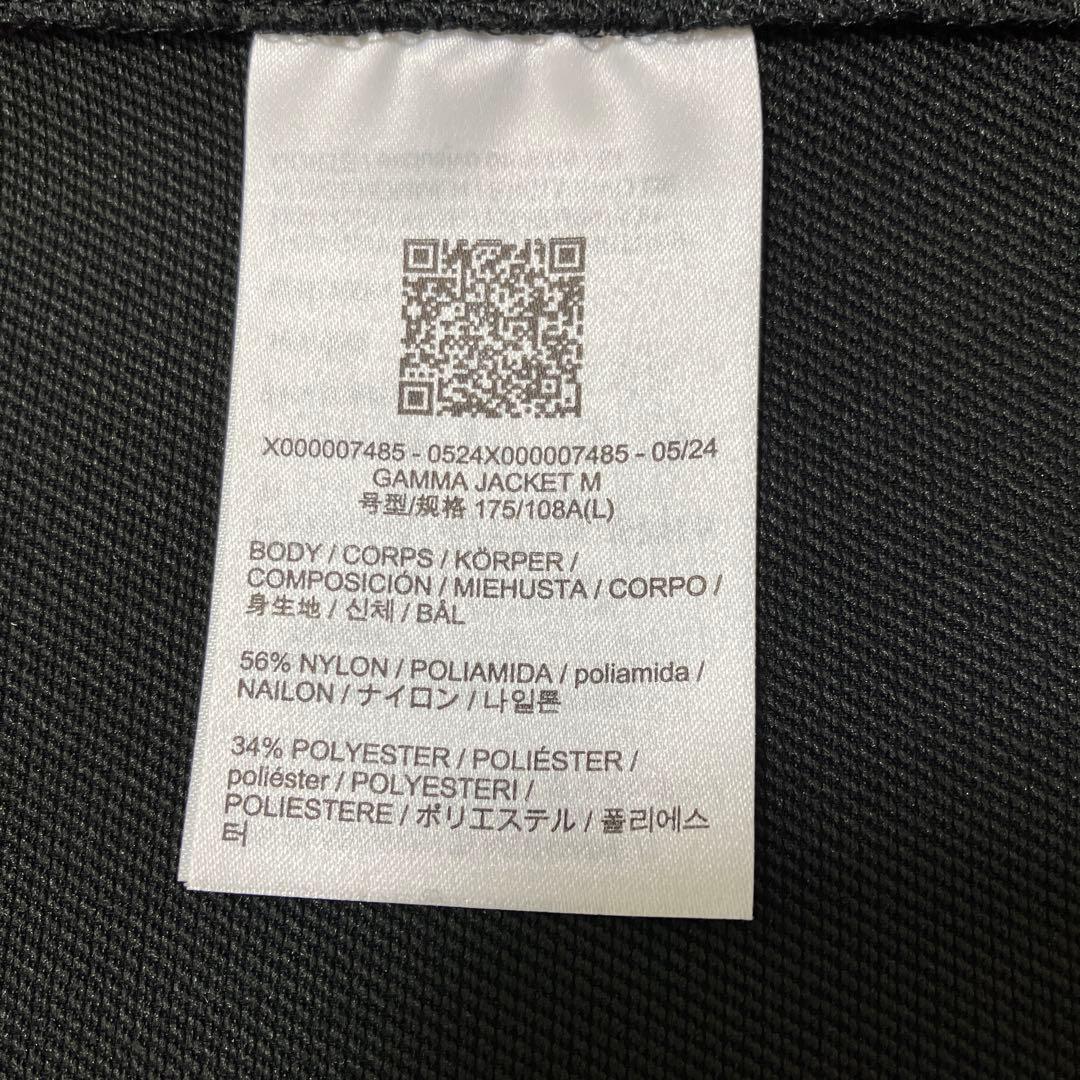 X000007485 - 0524X000007485 - 05/24
GAMMA JACKET M
号型/规格 175/108A(L)
BODY / CORPS / KÖRPER /
COMPOSICIÓN / MIEHUSTA / CORPO /
身生地 / 신체 / BÅL
56% NYLON / POLIAMIDA / poliamida /
NAILON / ナイロン / 나일론
34% POLYESTER / POLIÉSTER /
poliéster / POLYESTERI /
POLIESTERE / ポリエステル / 폴리에스
터